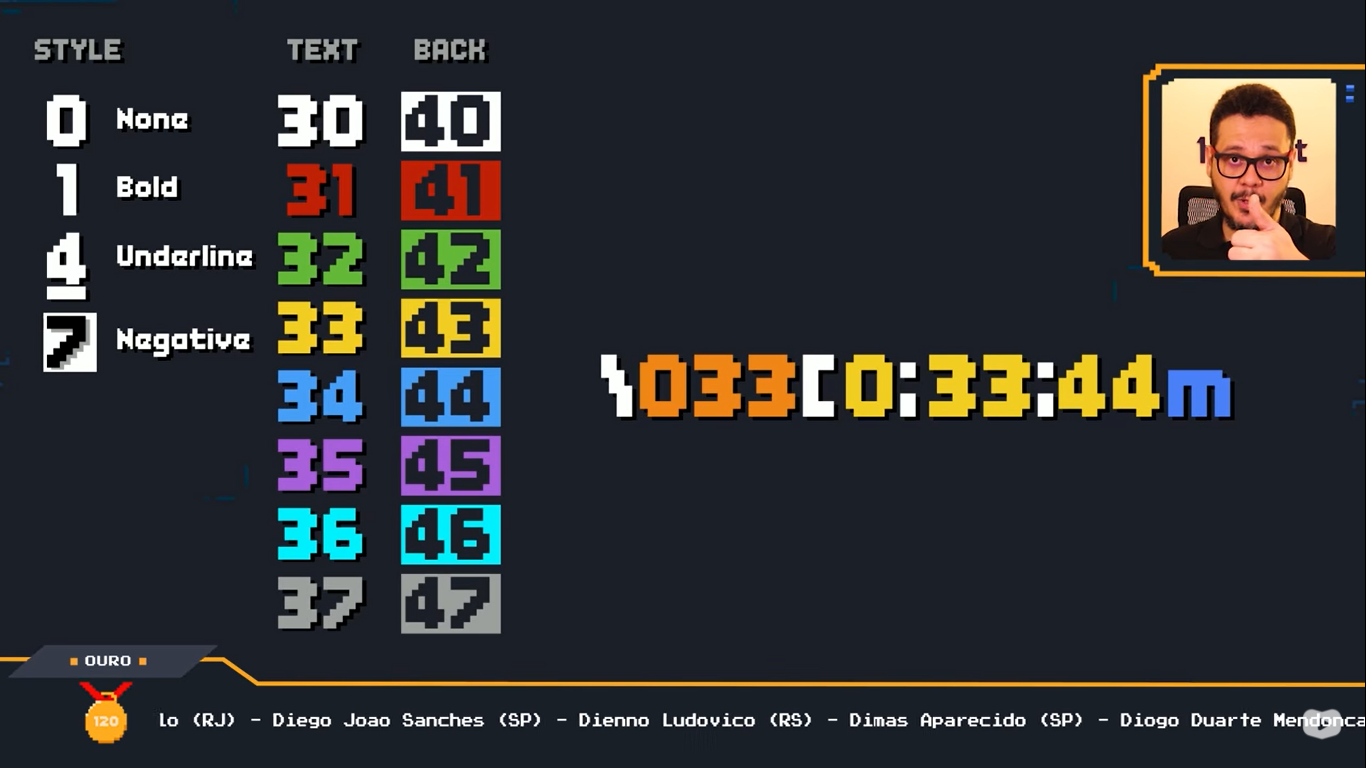 STYLE TEXT BACK
0 None 30 40
1 Bold 31 41
4 Underline 32 42
7 Negative 33 43
34 44
35 45
36 46
37 47
\033[0:33:44m
OURO
120
lo (RJ) - Diego Joao Sanches (SP) - Dienno Ludovico (RS) - Dimas Aparecido (SP) - Diogo Duarte Mendonca